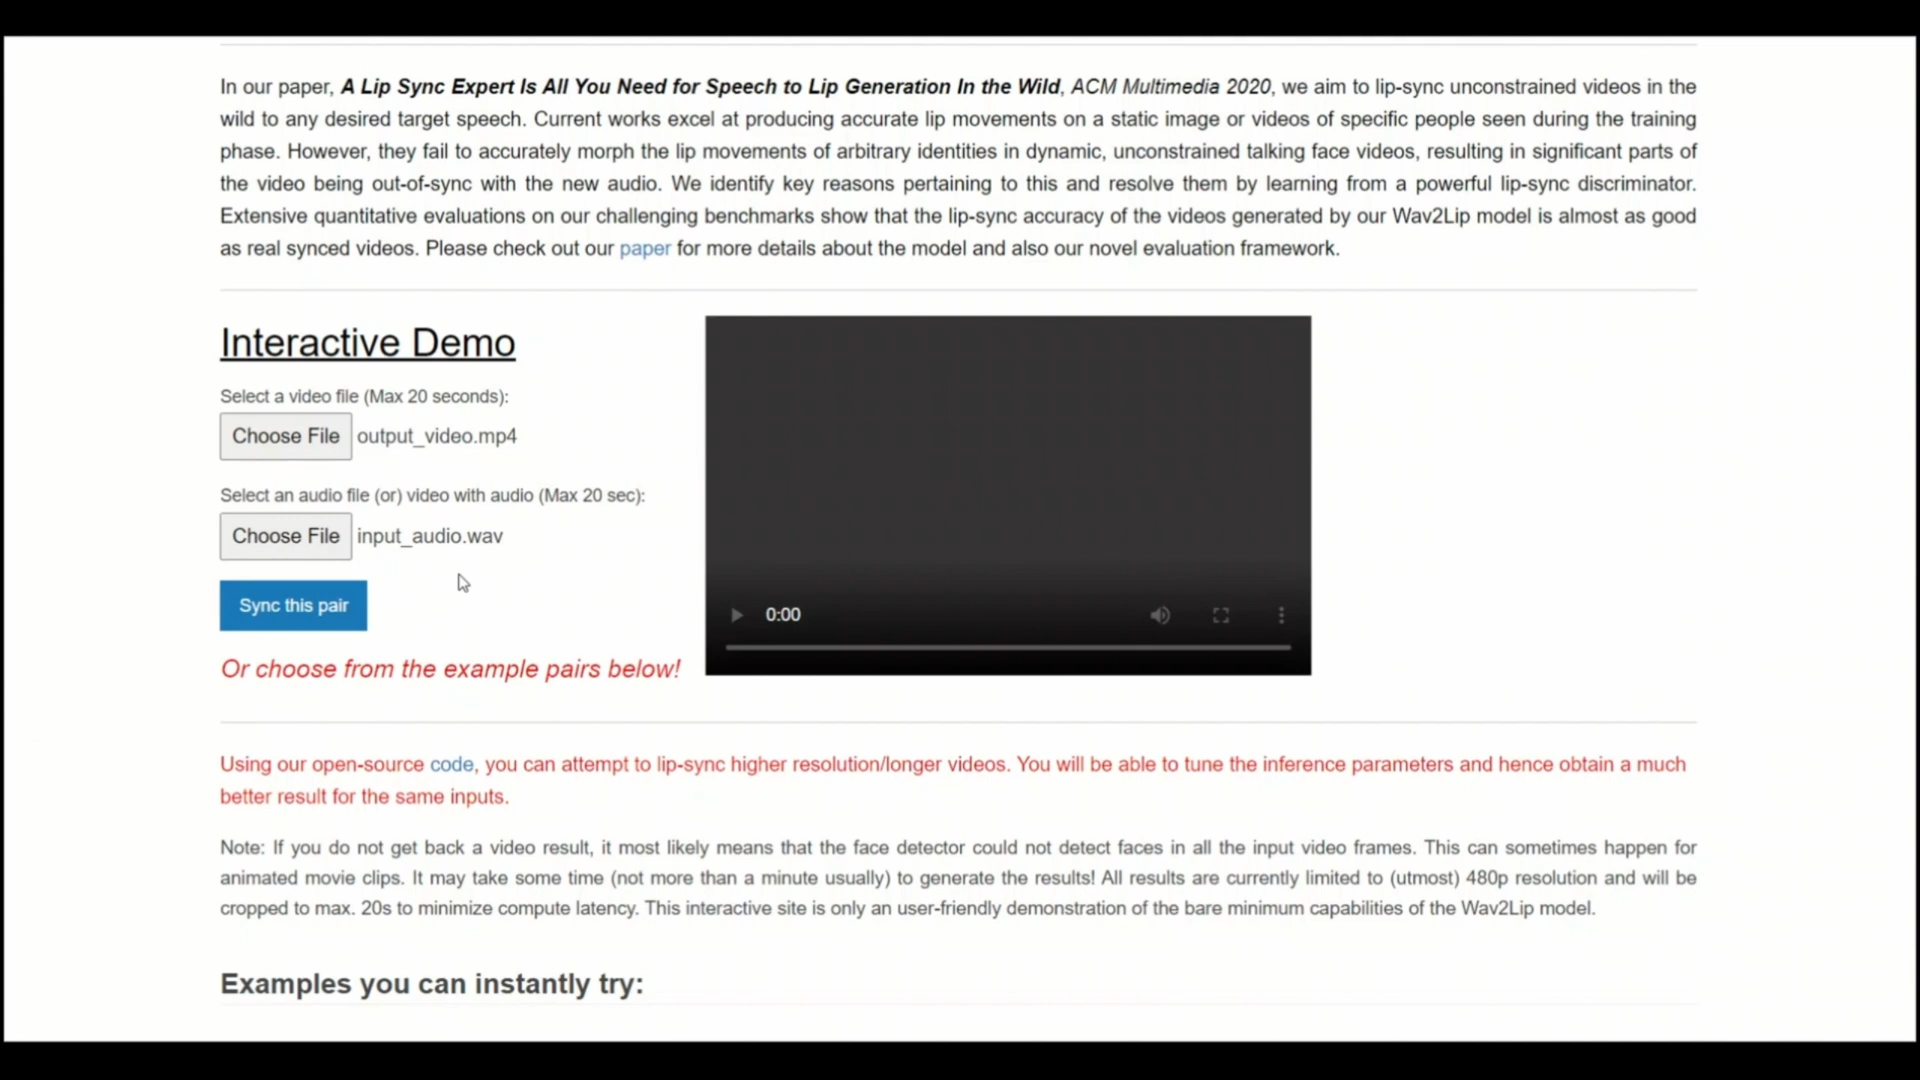 In our paper, A Lip Sync Expert Is All You Need for Speech to Lip Generation In the Wild, ACM Multimedia 2020, we aim to lip-sync unconstrained videos in the
wild to any desired target speech. Current works excel at producing accurate lip movements on a static image or videos of specific people seen during the training
phase. However, they fail to accurately morph the lip movements of arbitrary identities in dynamic, unconstrained talking face videos, resulting in significant parts of
the video being out-of-sync with the new audio. We identify key reasons pertaining to this and resolve them by learning from a powerful lip-sync discriminator.
Extensive quantitative evaluations on our challenging benchmarks show that the lip-sync accuracy of the videos generated by our Wav2Lip model is almost as good
as real synced videos. Please check out our paper for more details about the model and also our novel evaluation framework.
Interactive Demo
Select a video file (Max 20 seconds):
Choose File output_video.mp4
Select an audio file (or) video with audio (Max 20 sec):
Choose File input_audio.wav
Sync this pair
0:00
Or choose from the example pairs below!
Using our open-source code, you can attempt to lip-sync higher resolution/longer videos. You will be able to tune the inference parameters and hence obtain a much
better result for the same inputs.
Note: If you do not get back a video result, it most likely means that the face detector could not detect faces in all the input video frames. This can sometimes happen for
animated movie clips. It may take some time (not more than a minute usually) to generate the results! All results are currently limited to (utmost) 480p resolution and will be
cropped to max. 20s to minimize compute latency. This interactive site is only an user-friendly demonstration of the bare minimum capabilities of the Wav2Lip model.
Examples you can instantly try: